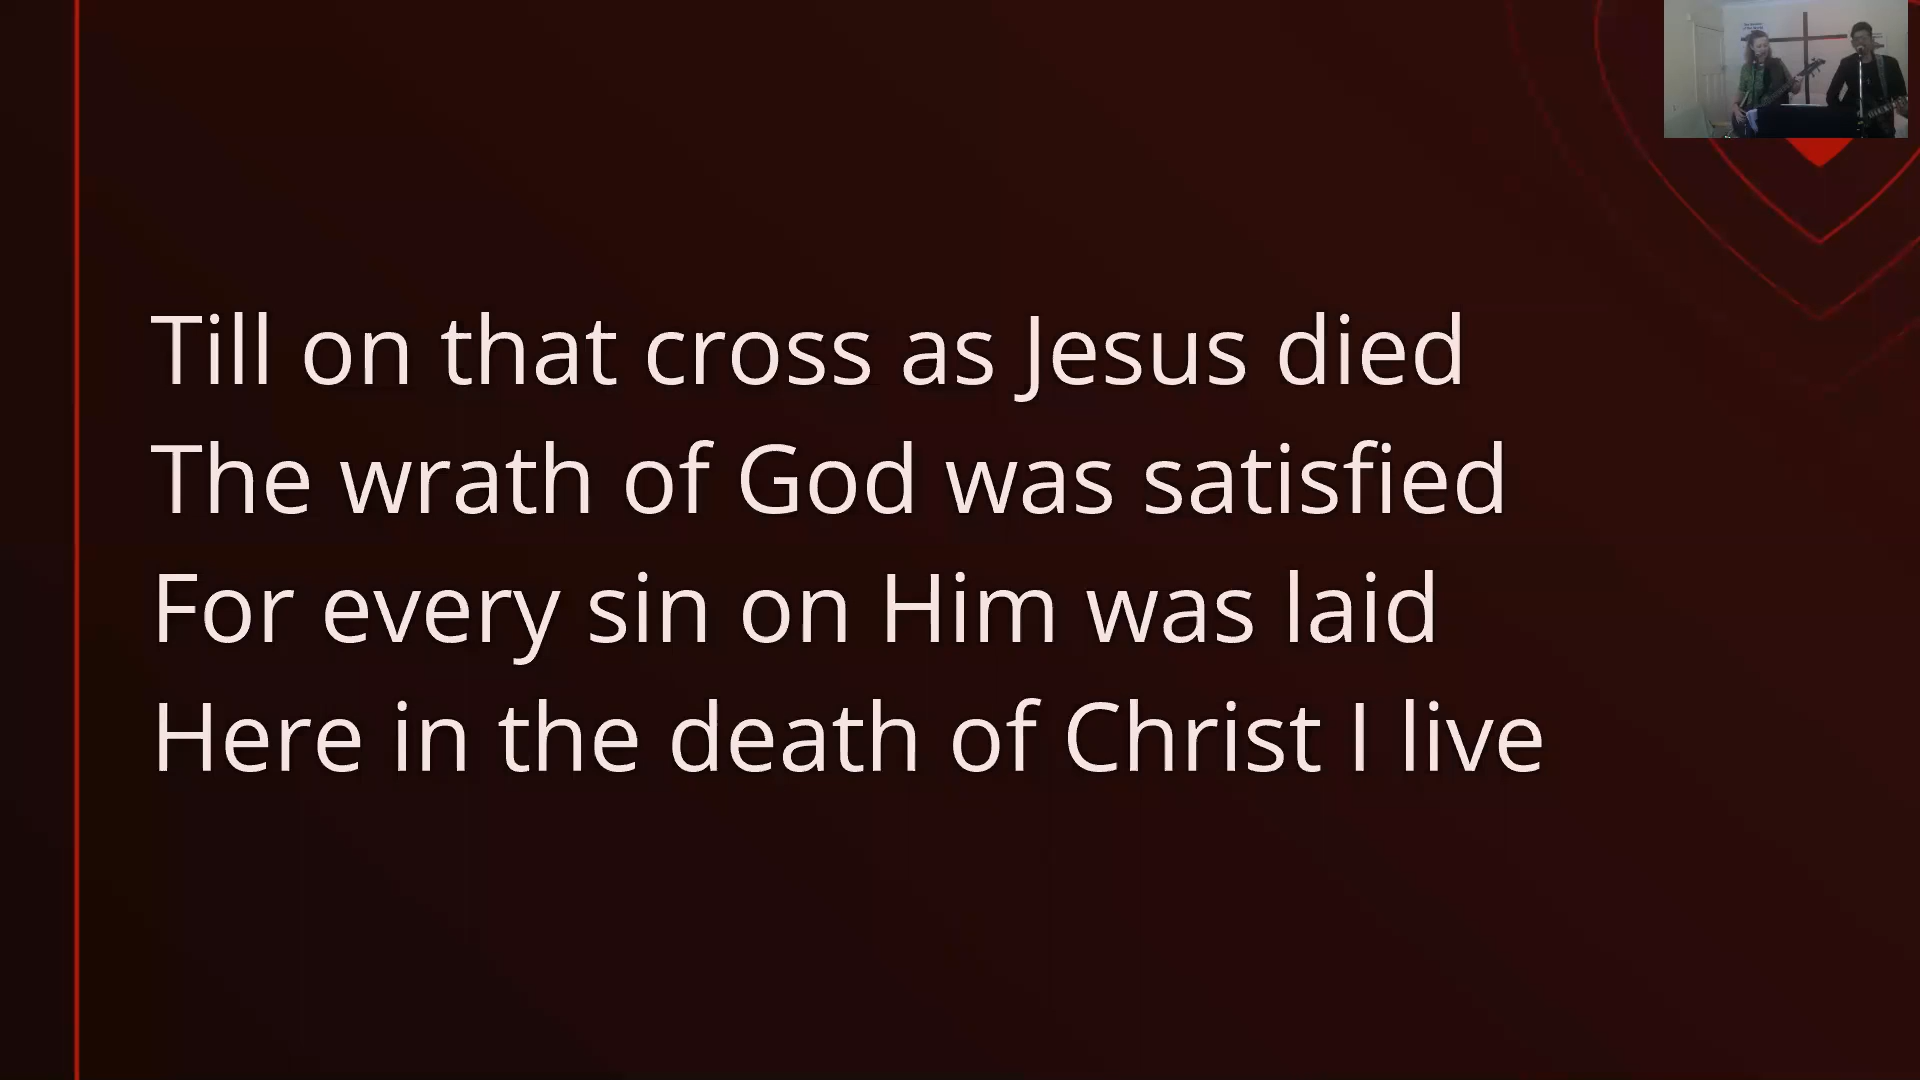 Till on that cross as Jesus died
The wrath of God was satisfied
For every sin on Him was laid
Here in the death of Christ I live